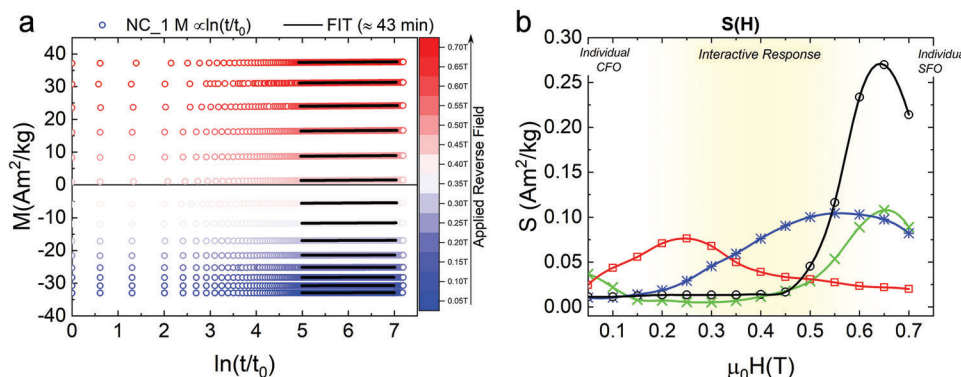 a
NC_1 M ∝ln(t/t₀)
FIT (≈ 43 min)
M(Am²/kg)
40
30
20
10
0
-10
-20
-30
-40
0
1
2
3
4
5
6
7
ln(t/t₀)
0.70T
0.65T
0.60T
0.55T
0.50T
0.45T
0.40T
0.35T
0.30T
0.25T
0.20T
0.15T
0.10T
0.05T
Applied Reverse Field
b
S(H)
Individual
CFO
Interactive Response
Individual
SFO
S (Am²/kg)
0.25
0.20
0.15
0.10
0.05
0.00
0.1
0.2
0.3
0.4
0.5
0.6
0.7
μ₀H(T)